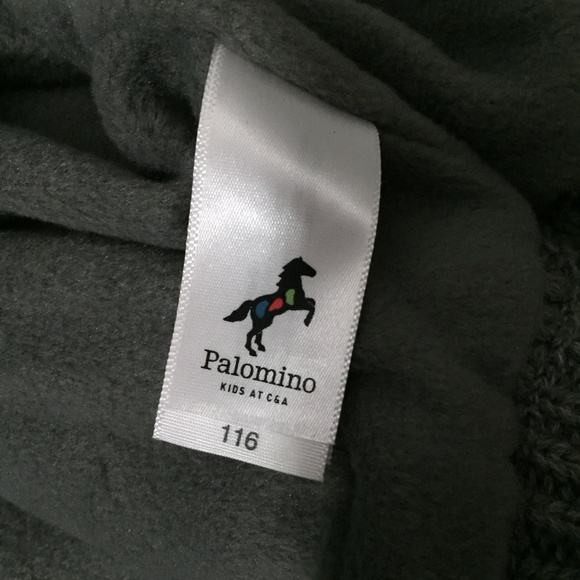 Palomino
KIDS AT C&A
116